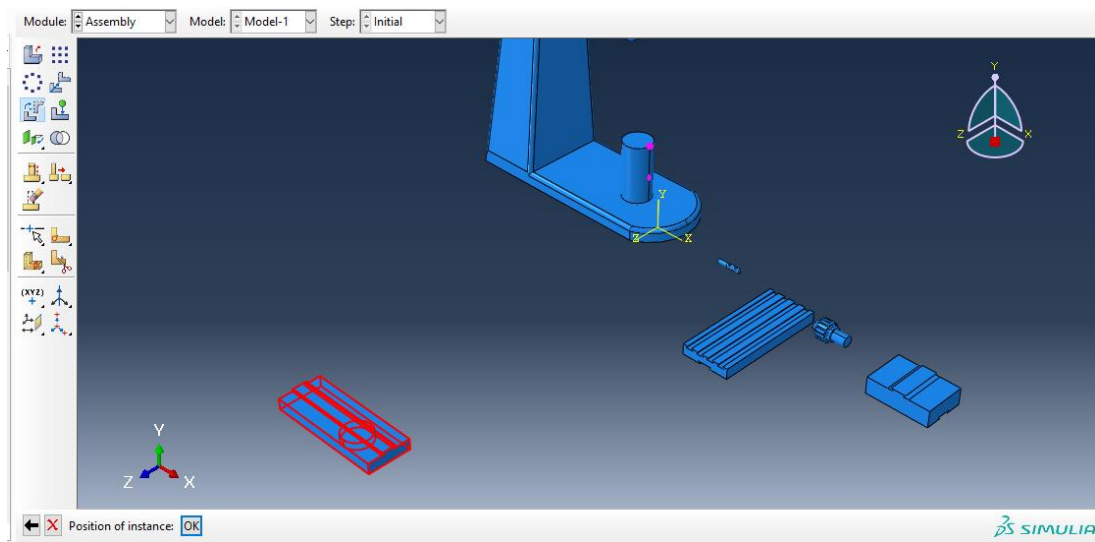 Module: Assembly Model: Model-1 Step: Initial
(XYZ)
Y
Z X
Y
Z X
Y
Z X
Position of instance: OK
SIMULIA